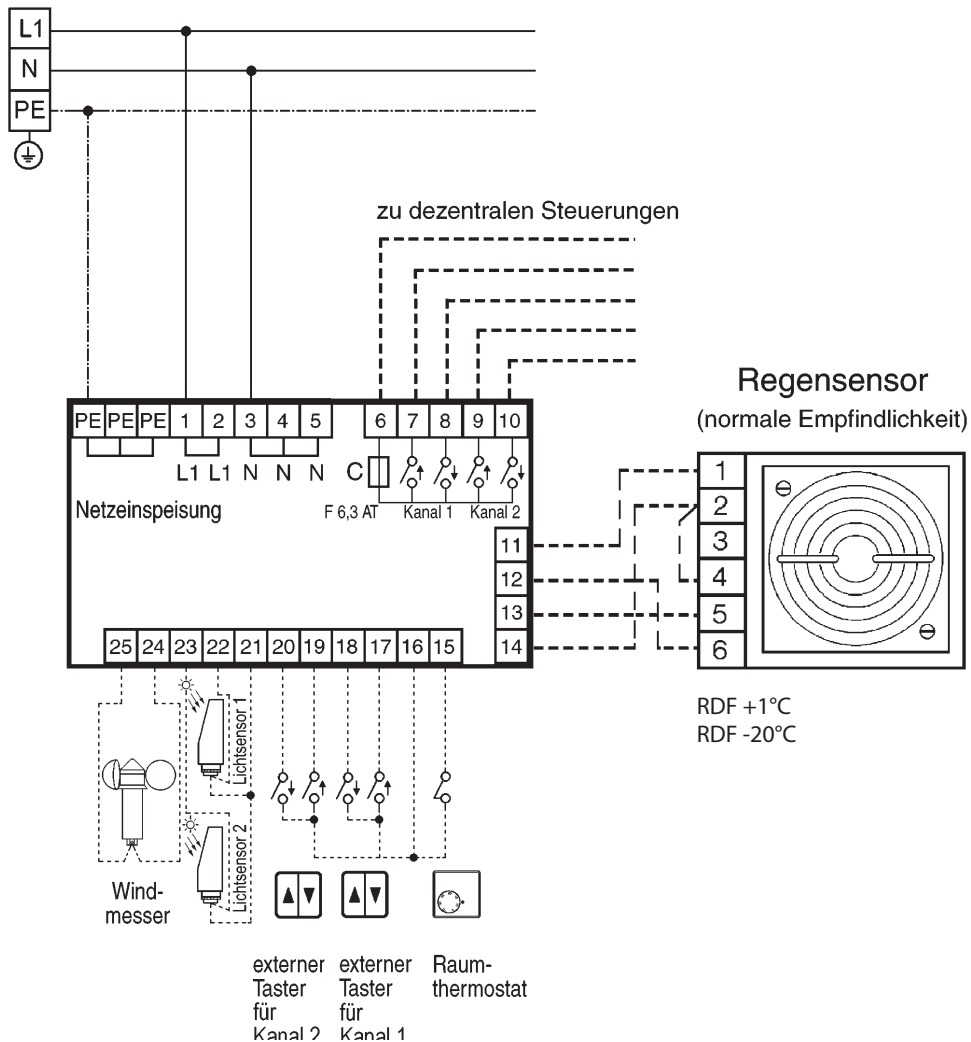 L1
N
PE
zu dezentralen Steuerungen
Regensensor
(normale Empfindlichkeit)
PE PE PE 1 2 3 4 5 6 7 8 9 10
L1 L1 N N N C
Netzeinspeisung
F 6,3 AT Kanal 1 Kanal 2
11
12
13
14
1
2
3
4
5
6
25 24 23 22 21 20 19 18 17 16 15
RDF +1°C
RDF -20°C
Lichtsensor 1
Lichtsensor 2
Wind-
messer
externer
Taster
für
Kanal 2
externer
Taster
für
Kanal 1
Raum-
thermostat